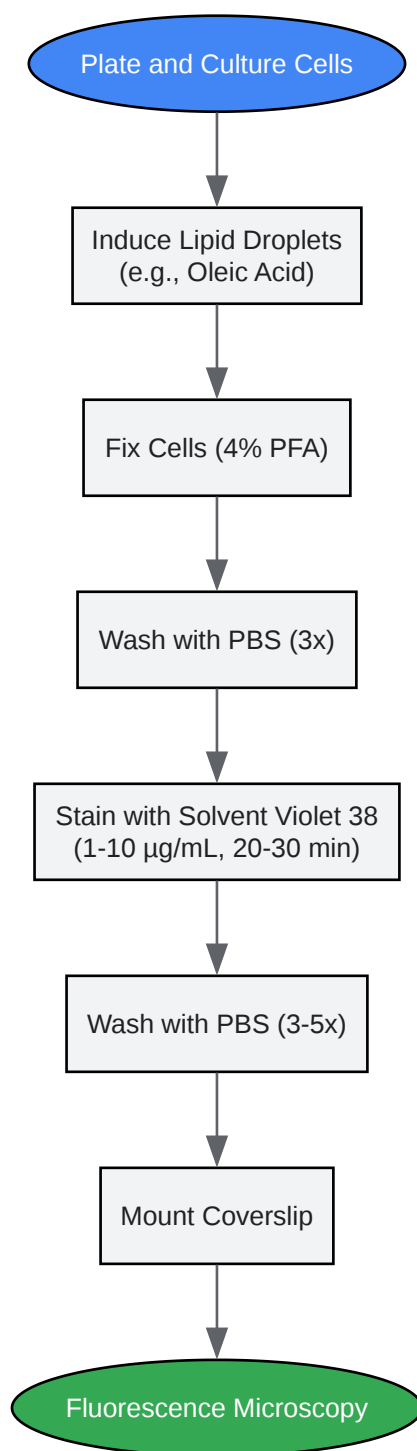 Plate and Culture Cells
Induce Lipid Droplets
(e.g., Oleic Acid)
Fix Cells (4% PFA)
Wash with PBS (3x)
Stain with Solvent Violet 38
(1-10 µg/mL, 20-30 min)
Wash with PBS (3-5x)
Mount Coverslip
Fluorescence Microscopy